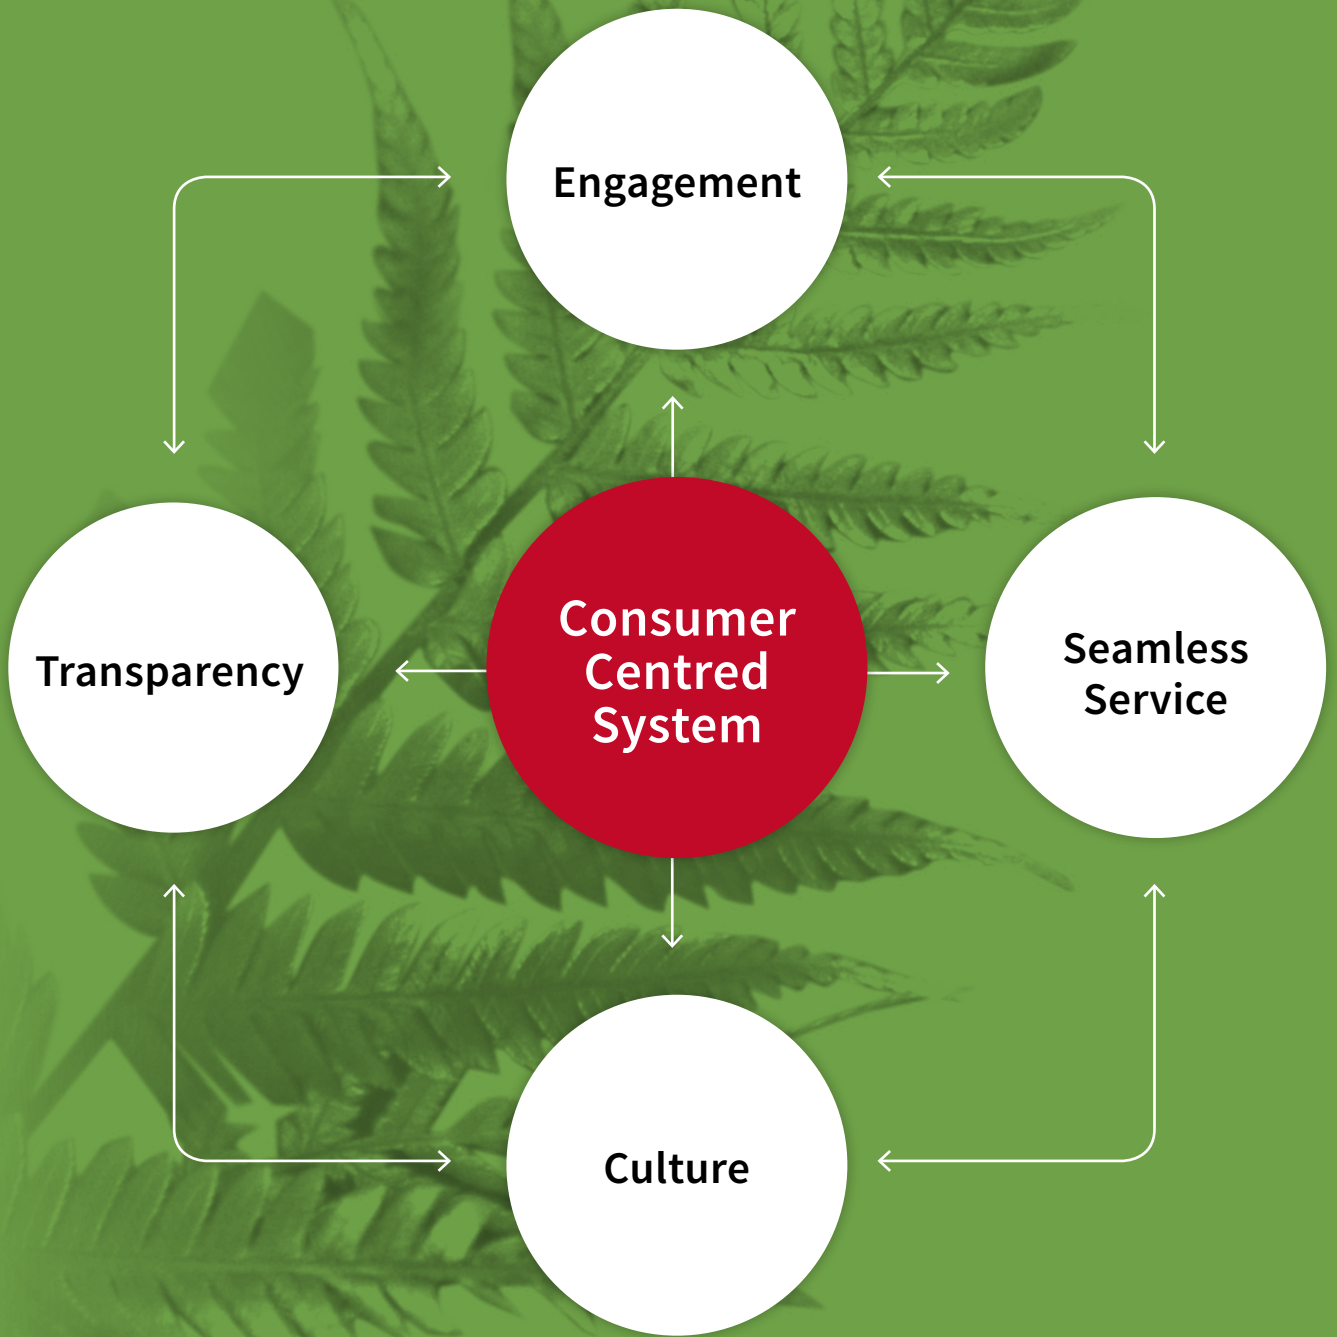 Engagement
Transparency
Consumer
Centred
System
Seamless
Service
Culture